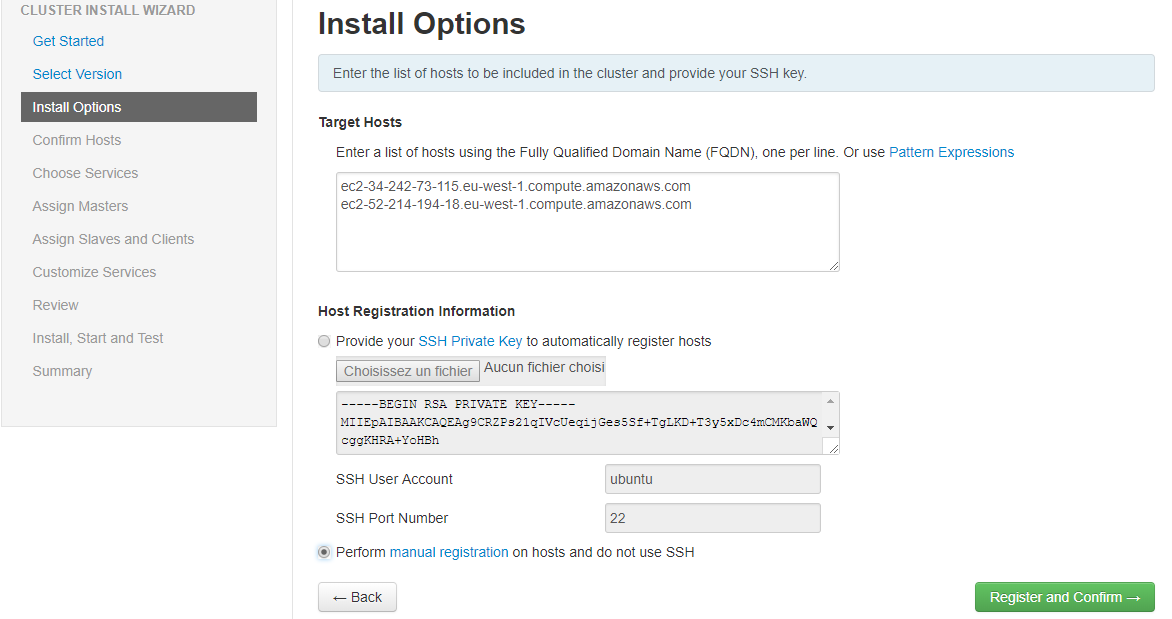 CLUSTER INSTALL WIZARD
Get Started
Select Version
Install Options
Confirm Hosts
Choose Services
Assign Masters
Assign Slaves and Clients
Customize Services
Review
Install, Start and Test
Summary
Install Options
Enter the list of hosts to be included in the cluster and provide your SSH key.
Target Hosts
Enter a list of hosts using the Fully Qualified Domain Name (FQDN), one per line. Or use Pattern Expressions
ec2-34-242-73-115.eu-west-1.compute.amazonaws.com
ec2-52-214-194-18.eu-west-1.compute.amazonaws.com
Host Registration Information
Provide your SSH Private Key to automatically register hosts
Choisissez un fichier Aucun fichier choisi
-----BEGIN RSA PRIVATE KEY-----
MIIEpAIBAAKCAQEAg9CRZPs21qIVcUeqijGes5Sf+TgLKD+T3y5xDc4mCMKbaWQ
cggKHRA+YoHBh
SSH User Account ubuntu
SSH Port Number 22
Perform manual registration on hosts and do not use SSH
← Back
Register and Confirm →